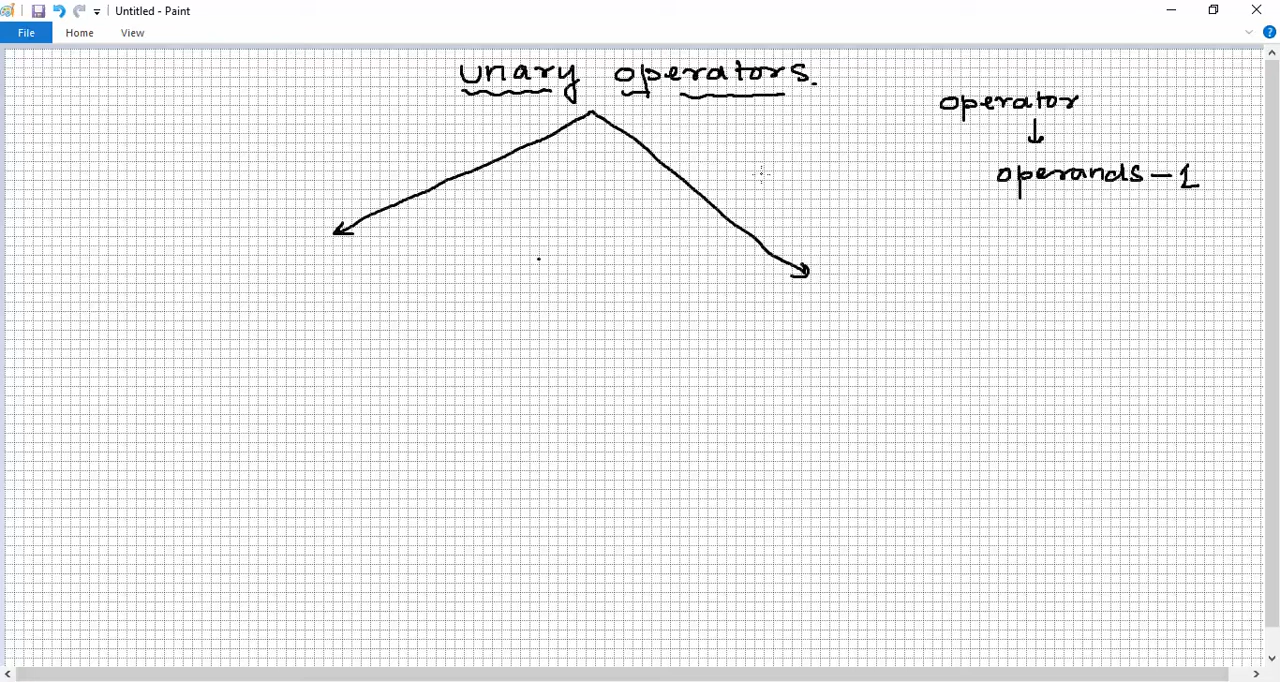 Untitled - Paint
File Home View
Unary operators.
operator
operands - 1